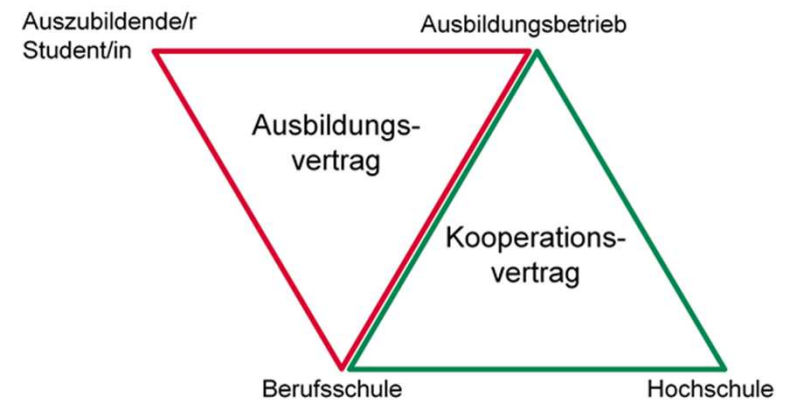 Auszubildende/r
Student/in
Ausbildungsbetrieb
Ausbildungs-
vertrag
Kooperations-
vertrag
Berufsschule
Hochschule